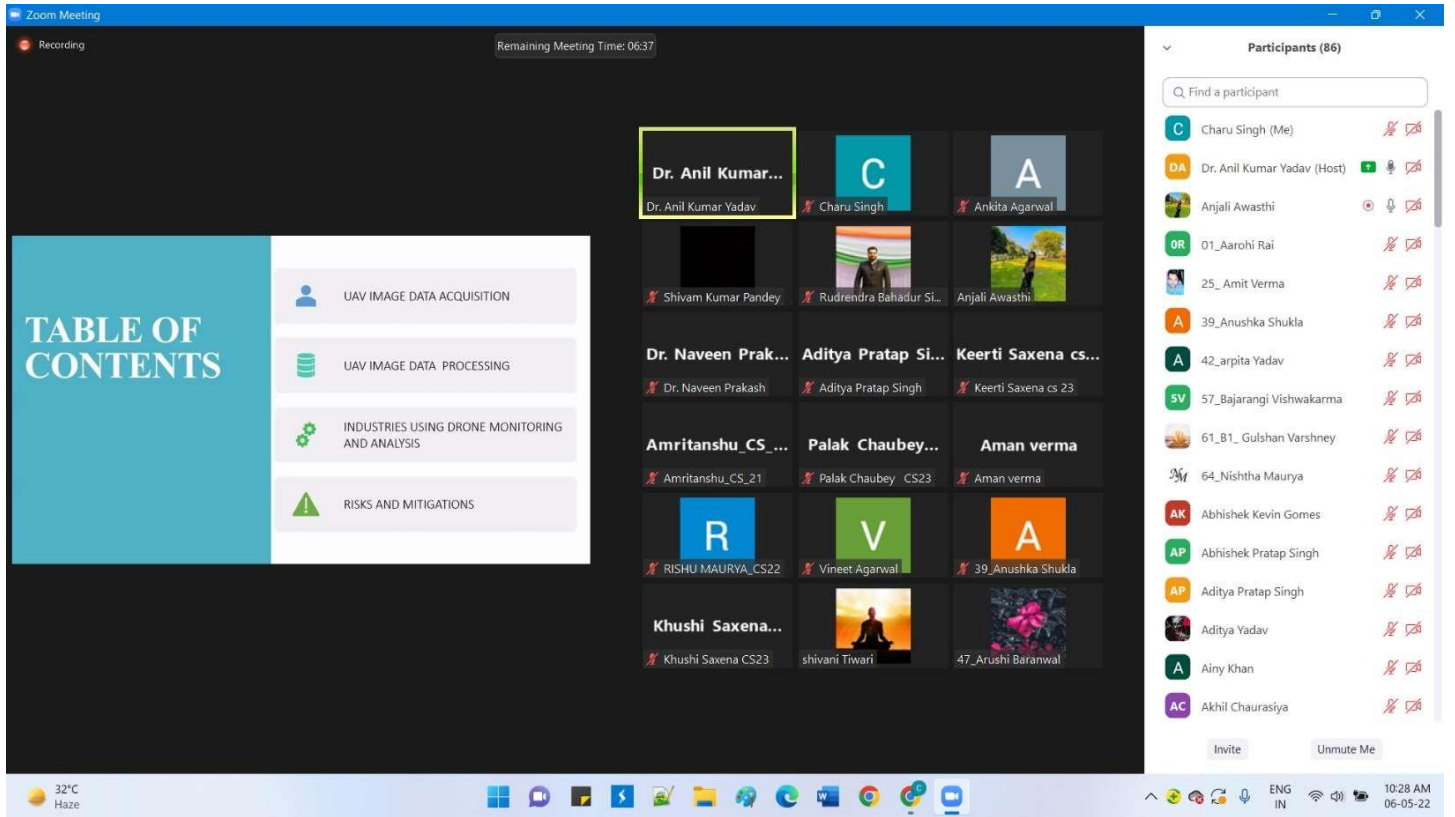 Zoom Meeting
Recording
Remaining Meeting Time: 06:37
TABLE OF
CONTENTS
UAV IMAGE DATA ACQUISITION
UAV IMAGE DATA PROCESSING
INDUSTRIES USING DRONE MONITORING
AND ANALYSIS
RISKS AND MITIGATIONS
Dr. Anil Kumar...
Dr. Anil Kumar Yadav
C
Charu Singh
A
Ankita Agarwal
Shivam Kumar Pandey
Rudrendra Bahadur Si...
Anjali Awasthi
Dr. Naveen Prak...
Dr. Naveen Prakash
Aditya Pratap Si...
Aditya Pratap Singh
Keerti Saxena cs...
Keerti Saxena cs 23
Amritanshu_CS_...
Amritanshu_CS_21
Palak Chaubey...
Palak Chaubey CS23
Aman verma
Aman verma
R
RISHU MAURYA_CS22
V
Vineet Agarwal
A
39_Anushka Shukla
Khushi Saxena...
Khushi Saxena CS23
shivani Tiwari
47_Arushi Baranwal
Participants (86)
Find a participant
C Charu Singh (Me)
DA Dr. Anil Kumar Yadav (Host)
Anjali Awasthi
0R 01_Aarohi Rai
25_ Amit Verma
A 39_Anushka Shukla
A 42_arpita Yadav
5V 57_Bajarangi Vishwakarma
61_B1_ Gulshan Varshney
NM 64_Nishtha Maurya
AK Abhishek Kevin Gomes
AP Abhishek Pratap Singh
AP Aditya Pratap Singh
Aditya Yadav
A Ainy Khan
AC Akhil Chaurasiya
Invite
Unmute Me
32°C
Haze
ENG
IN
10:28 AM
06-05-22